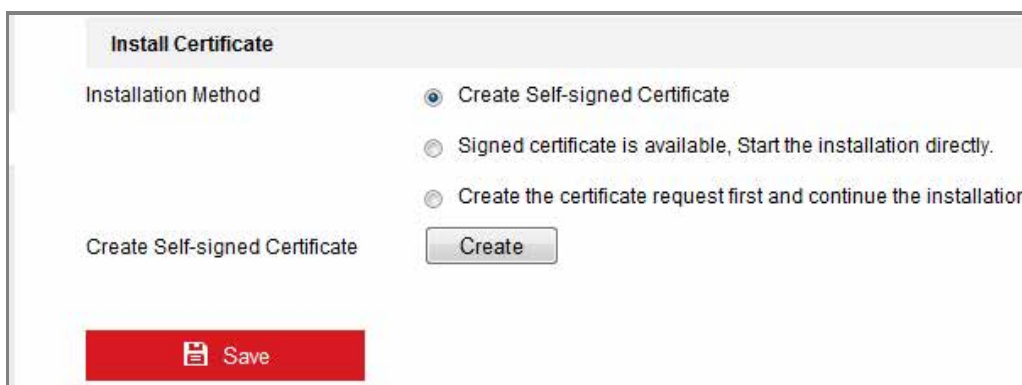 Install Certificate
Installation Method
Create Self-signed Certificate
Signed certificate is available, Start the installation directly.
Create the certificate request first and continue the installation
Create Self-signed Certificate
Create
Save